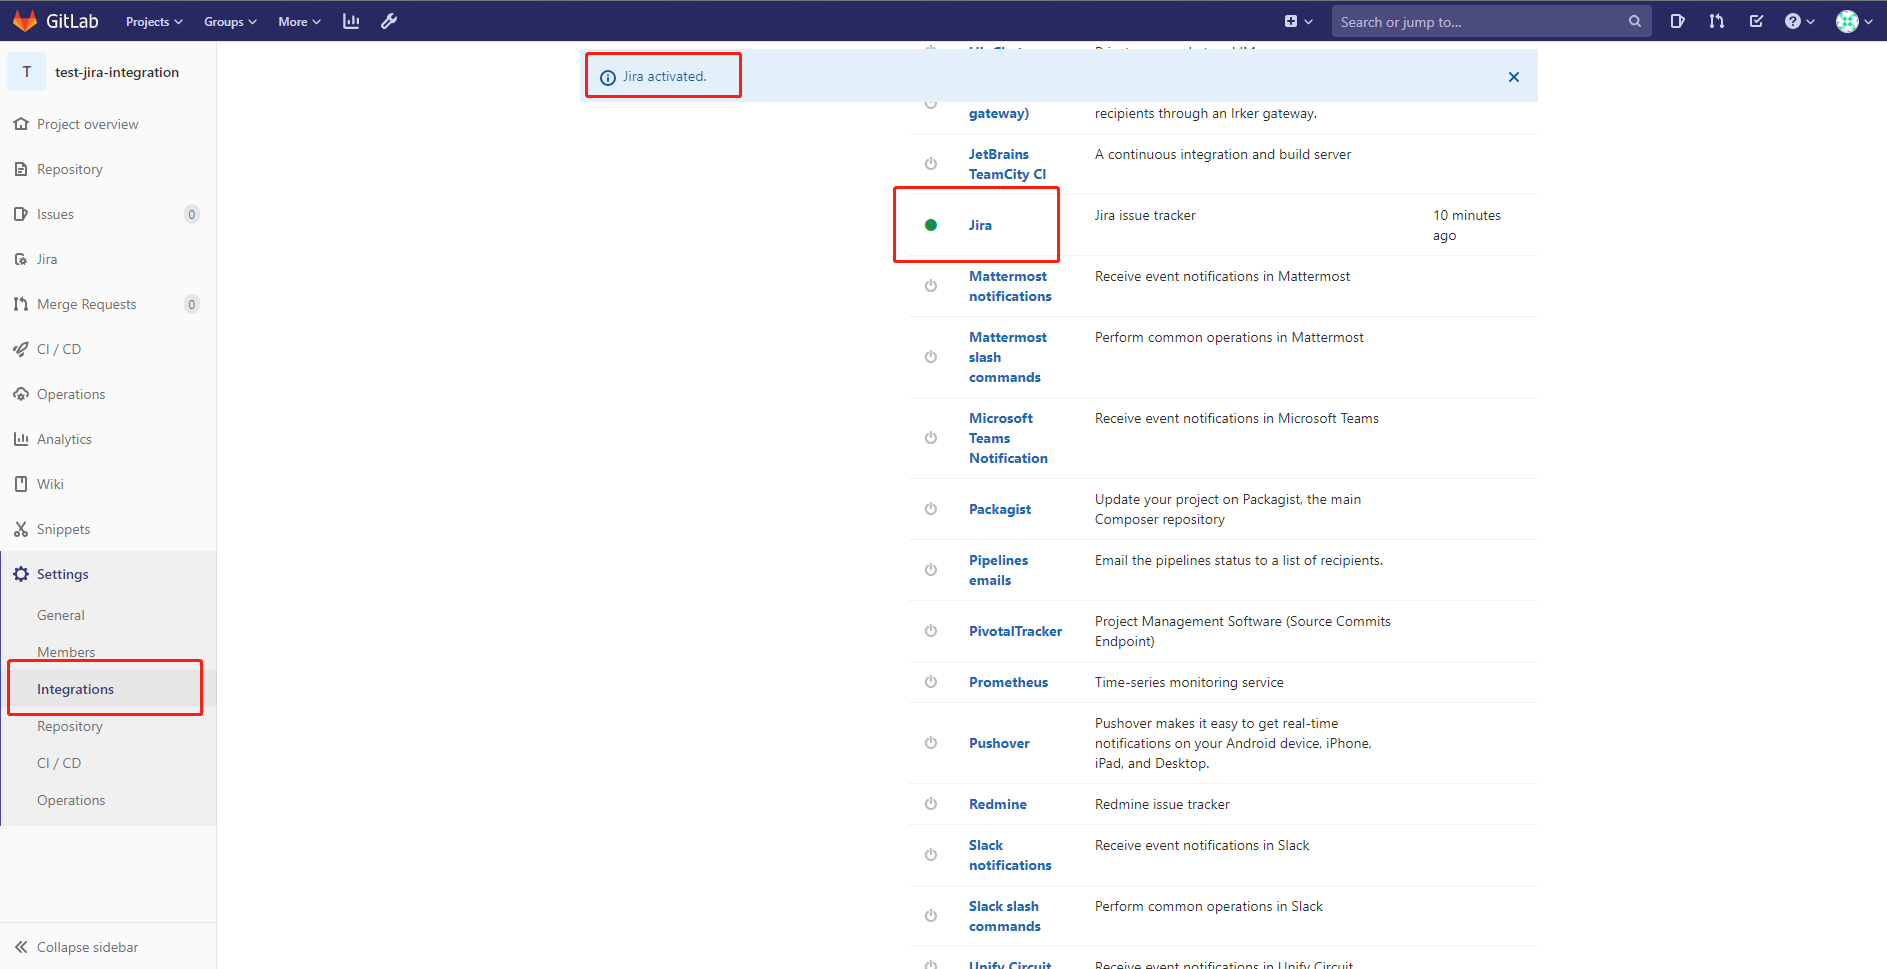 GitLab
Projects
Groups
More
Search or jump to...
T
test-jira-integration
Project overview
Repository
Issues
0
Jira
Merge Requests
0
CI / CD
Operations
Analytics
Wiki
Snippets
Settings
General
Members
Integrations
Repository
CI / CD
Operations
Collapse sidebar
Jira activated.
gateway)
recipients through an Irker gateway.
JetBrains
TeamCity CI
A continuous integration and build server
Jira
Jira issue tracker
10 minutes
ago
Mattermost
notifications
Receive event notifications in Mattermost
Mattermost
slash
commands
Perform common operations in Mattermost
Microsoft
Teams
Notification
Receive event notifications in Microsoft Teams
Packagist
Update your project on Packagist, the main
Composer repository
Pipelines
emails
Email the pipelines status to a list of recipients.
PivotalTracker
Project Management Software (Source Commits
Endpoint)
Prometheus
Time-series monitoring service
Pushover
Pushover makes it easy to get real-time
notifications on your Android device, iPhone,
iPad, and Desktop.
Redmine
Redmine issue tracker
Slack
notifications
Receive event notifications in Slack
Slack slash
commands
Perform common operations in Slack
Unify Circuit
Receive event notifications in Unify Circuit